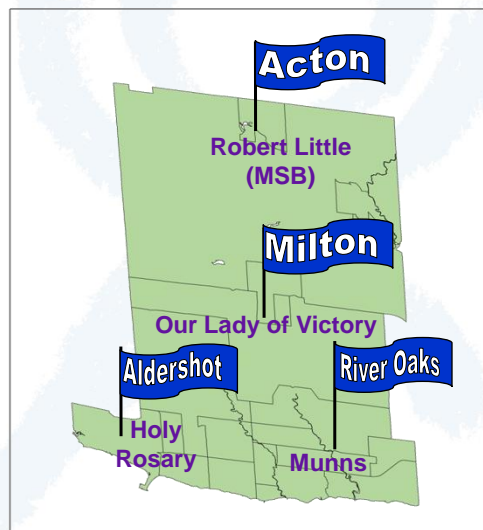 Acton
Robert Little
(MSB)
Milton
Our Lady of Victory
Aldershot
River Oaks
Holy
Rosary
Munns